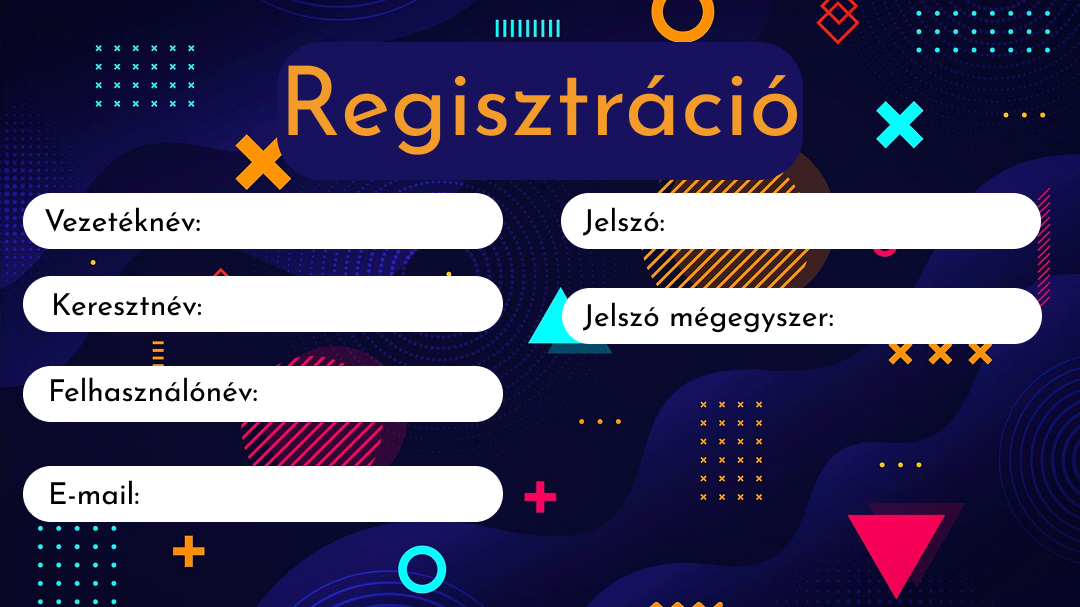 Regisztráció
Vezetéknév:
Keresztnév:
Felhasználónév:
E-mail:
Jelszó:
Jelszó mégegyszer: